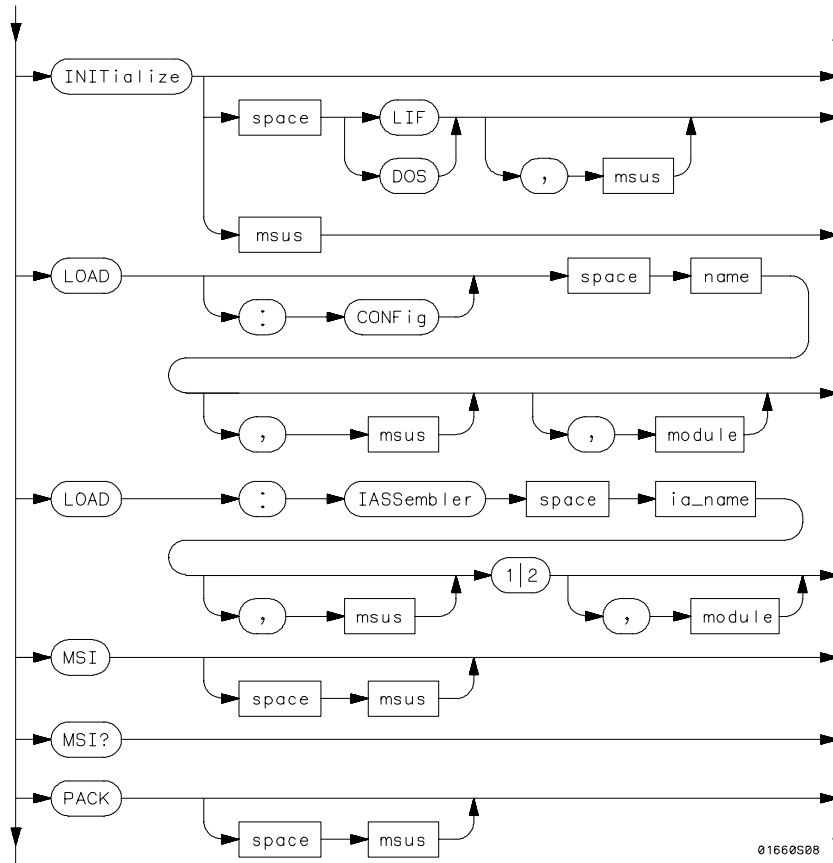 INITialize
space LIF
DOS , msus
msus
LOAD space name
: CONFig
, msus , module
LOAD : IASSembler space ia_name
1|2
, msus , module
MSI
space msus
MSI?
PACK
space msus
01660S08